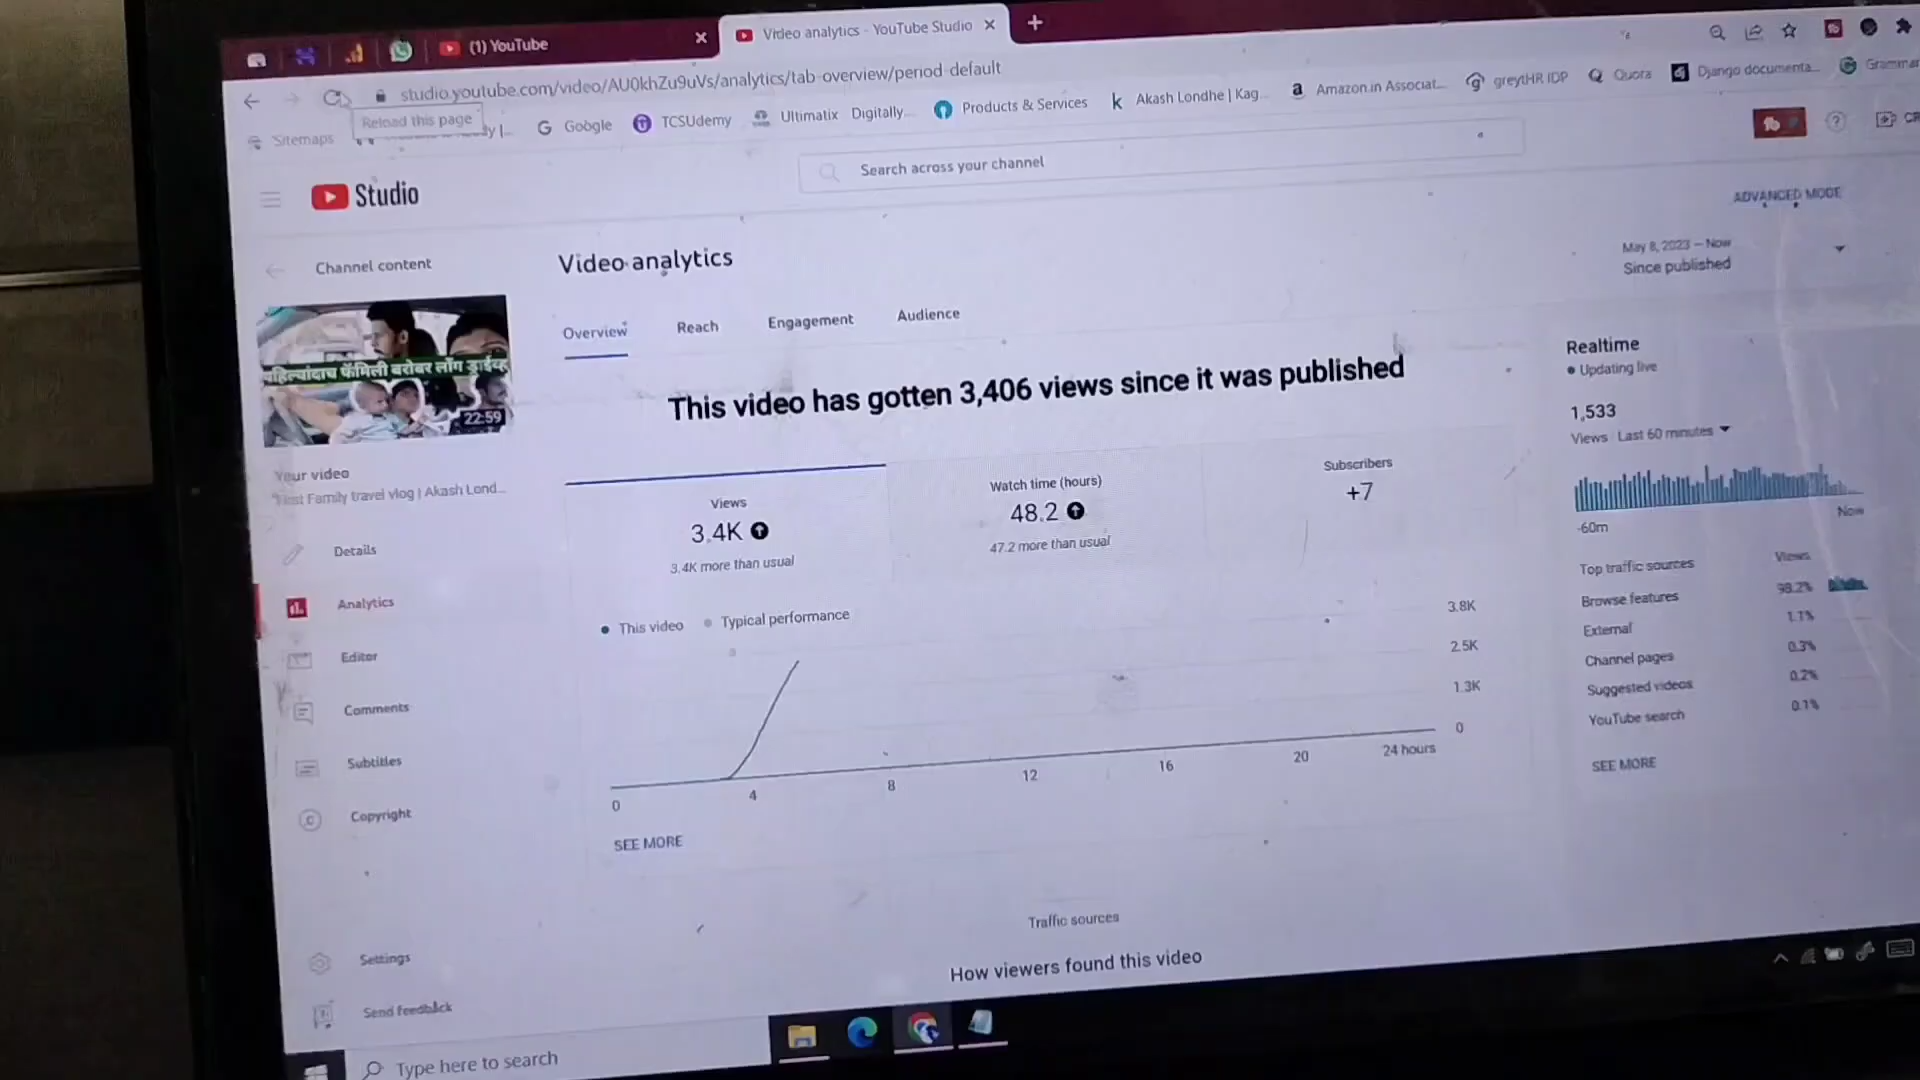 (1) YouTube
Video analytics - YouTube Studio
studio.youtube.com/video/AU0khZu9uVs/analytics/tab-overview/period-default
Reload this page
Sitemaps
Google
TCSUdemy
Ultimatix Digitally...
Products & Services
Akash Londhe | Kag...
Amazon.in Associat...
greytHR IDP
Quora
Django documenta...
Grammar
Studio
Search across your channel
ADVANCED MODE
Channel content
Video analytics
May 8, 2023 – Now
Since published
Overview
Reach
Engagement
Audience
फॅमिली बरोबर लाँग ड्राईव्ह
22:59
Your video
First Family travel vlog | Akash Lond...
Details
Analytics
Editor
Comments
Subtitles
Copyright
Settings
Send feedback
This video has gotten 3,406 views since it was published
Views
3.4K
3.4K more than usual
Watch time (hours)
48.2
47.2 more than usual
Subscribers
+7
This video
Typical performance
3.8K
2.5K
1.3K
0
0
4
8
12
16
20
24 hours
SEE MORE
Traffic sources
How viewers found this video
Realtime
Updating live
1,533
Views · Last 60 minutes
-60m
Now
Top traffic sources
Views
Browse features
98.2%
External
1.1%
Channel pages
0.3%
Suggested videos
0.2%
YouTube search
0.1%
SEE MORE
Type here to search